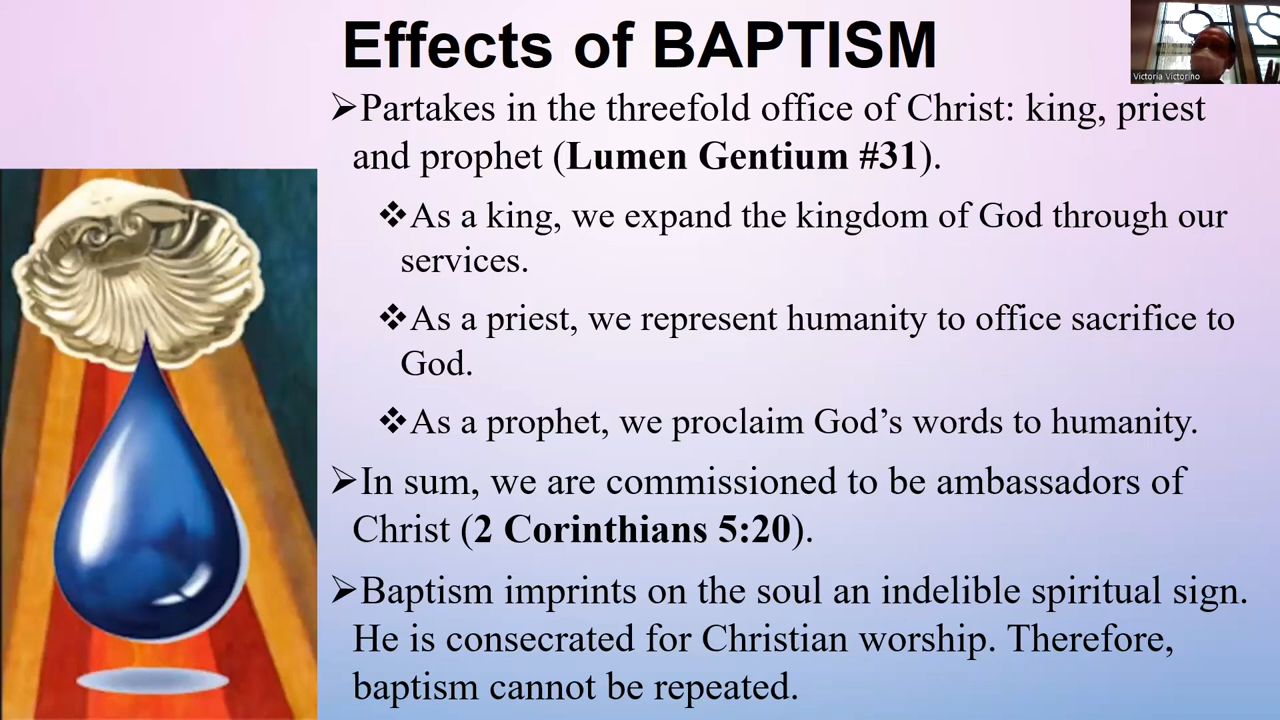 Effects of BAPTISM
Victoria Victorino
➢Partakes in the threefold office of Christ: king, priest
and prophet (Lumen Gentium #31).
❖As a king, we expand the kingdom of God through our
services.
❖As a priest, we represent humanity to office sacrifice to
God.
❖As a prophet, we proclaim God’s words to humanity.
➢In sum, we are commissioned to be ambassadors of
Christ (2 Corinthians 5:20).
➢Baptism imprints on the soul an indelible spiritual sign.
He is consecrated for Christian worship. Therefore,
baptism cannot be repeated.